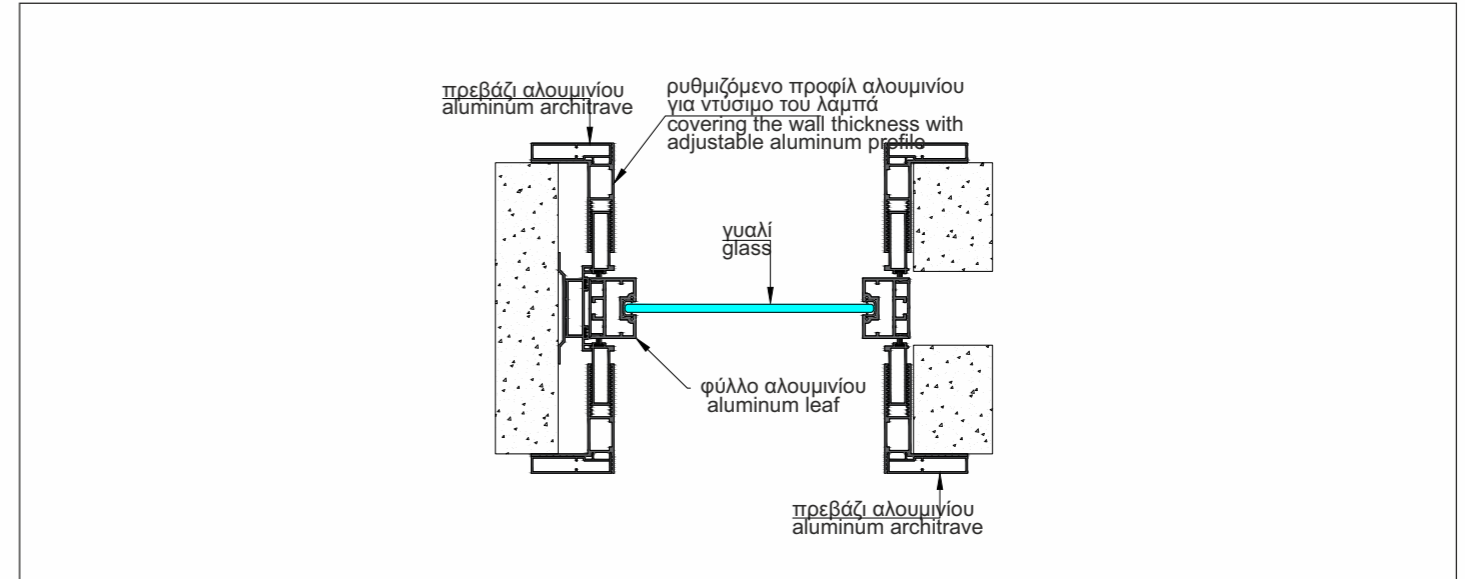 πρεβάζι αλουμινίου
aluminum architrave
ρυθμιζόμενο προφίλ αλουμινίου
για ντύσιμο του λαμπά
covering the wall thickness with
adjustable aluminum profile
γυαλί
glass
φύλλο αλουμινίου
aluminum leaf
πρεβάζι αλουμινίου
aluminum architrave